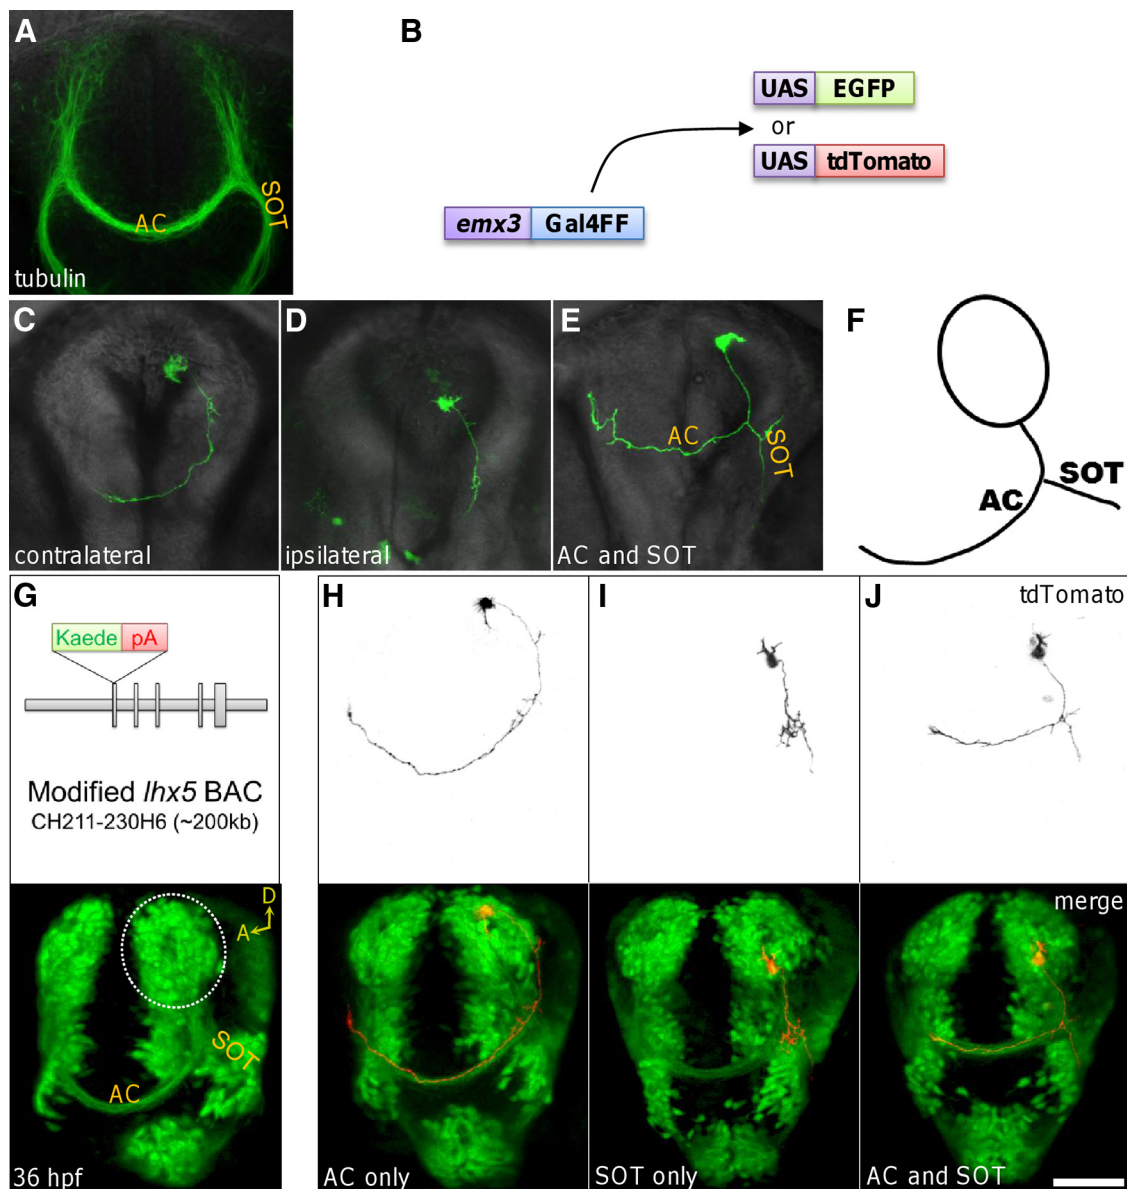 A
AC
SOT
tubulin
B
UAS EGFP
or
UAS tdTomato
emx3 Gal4FF
C
contralateral
D
ipsilateral
E
AC
SOT
AC and SOT
F
AC
SOT
G
Kaede pA
Modified lhx5 BAC
CH211-230H6 (~200kb)
H
I
J
tdTomato
D
A
SOT
AC
36 hpf
AC only
SOT only
merge
AC and SOT